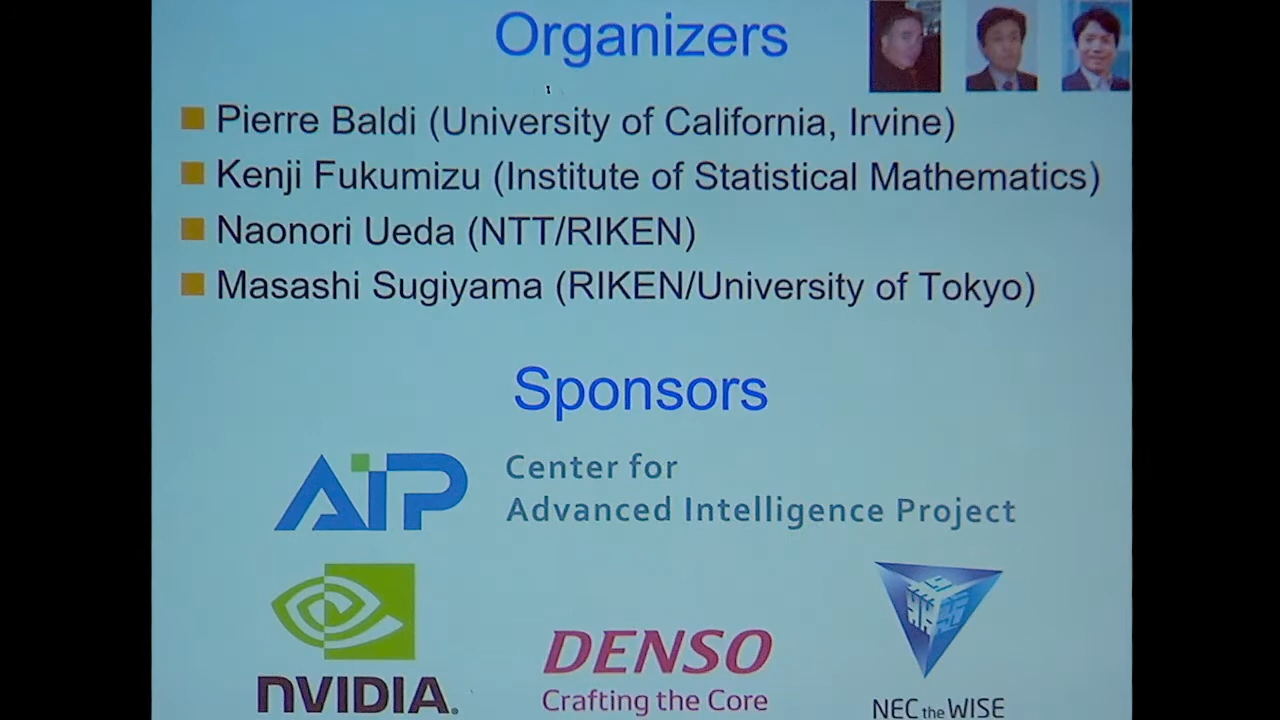 Organizers
Pierre Baldi (University of California, Irvine)
Kenji Fukumizu (Institute of Statistical Mathematics)
Naonori Ueda (NTT/RIKEN)
Masashi Sugiyama (RIKEN/University of Tokyo)
Sponsors
AIP
Center for
Advanced Intelligence Project
NVIDIA.
DENSO
Crafting the Core
NEC the WISE